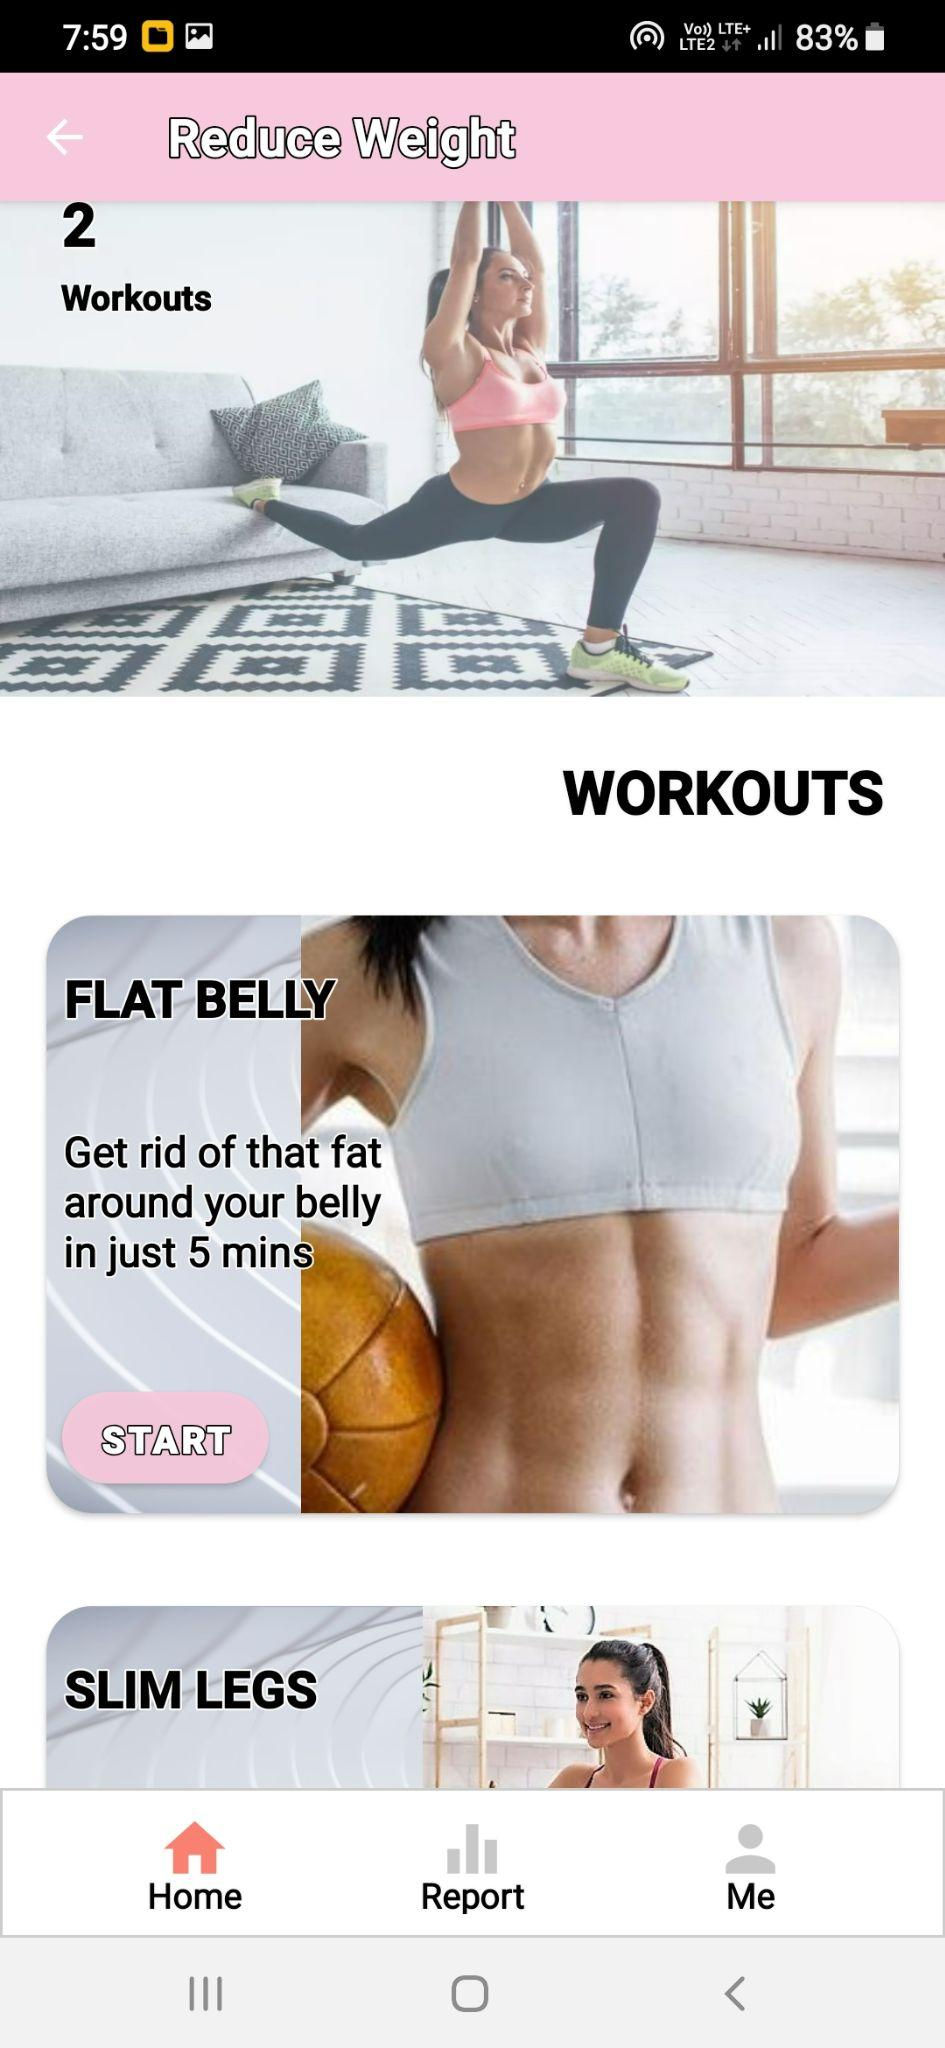 7:59
Vo)) LTE+
LTE2
83%
Reduce Weight
2
Workouts
WORKOUTS
FLAT BELLY
Get rid of that fat
around your belly
in just 5 mins
START
SLIM LEGS
Home
Report
Me